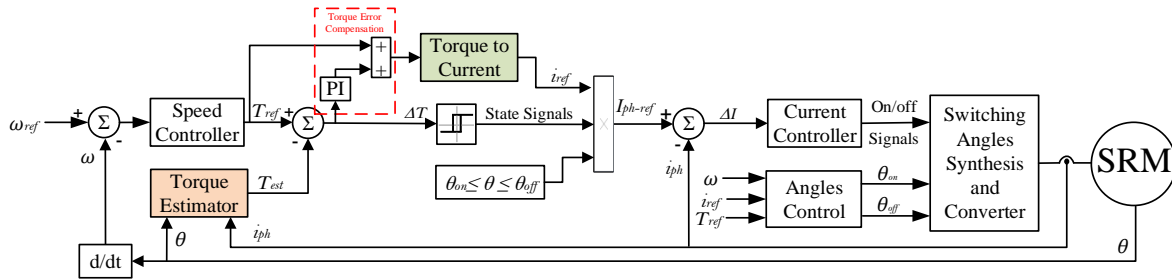 Torque Error
Compensation
+
+
PI
Torque to
Current
i_ref
ω_ref
+
Σ
-
ω
Speed
Controller
T_ref
+
Σ
-
ΔT
State Signals
×
I_ph-ref
+
Σ
-
i_ph
ΔI
Current
Controller
On/off
Signals
Switching
Angles
Synthesis
and
Converter
SRM
θ_on ≤ θ ≤ θ_off
ω
i_ref
T_ref
Angles
Control
θ_on
θ_off
Torque
Estimator
T_est
θ
i_ph
d/dt
θ